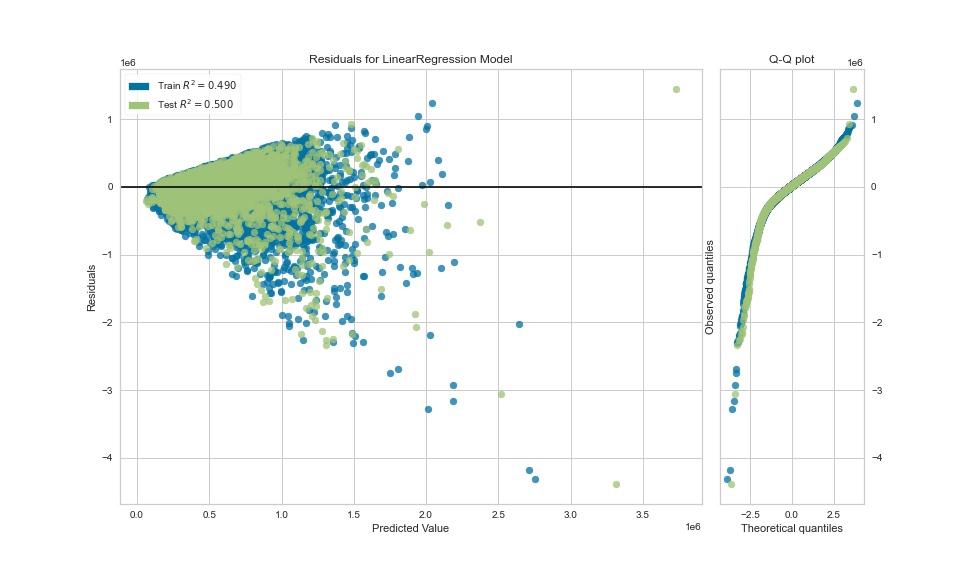 Residuals for LinearRegression Model
1e6
Train R² = 0.490
Test R² = 0.500
1
0
−1
−2
−3
−4
Residuals
0.0 0.5 1.0 1.5 2.0 2.5 3.0 3.5
1e6
Predicted Value
Q-Q plot
1e6
Observed quantiles
1
0
−1
−2
−3
−4
−2.5 0.0 2.5
Theoretical quantiles